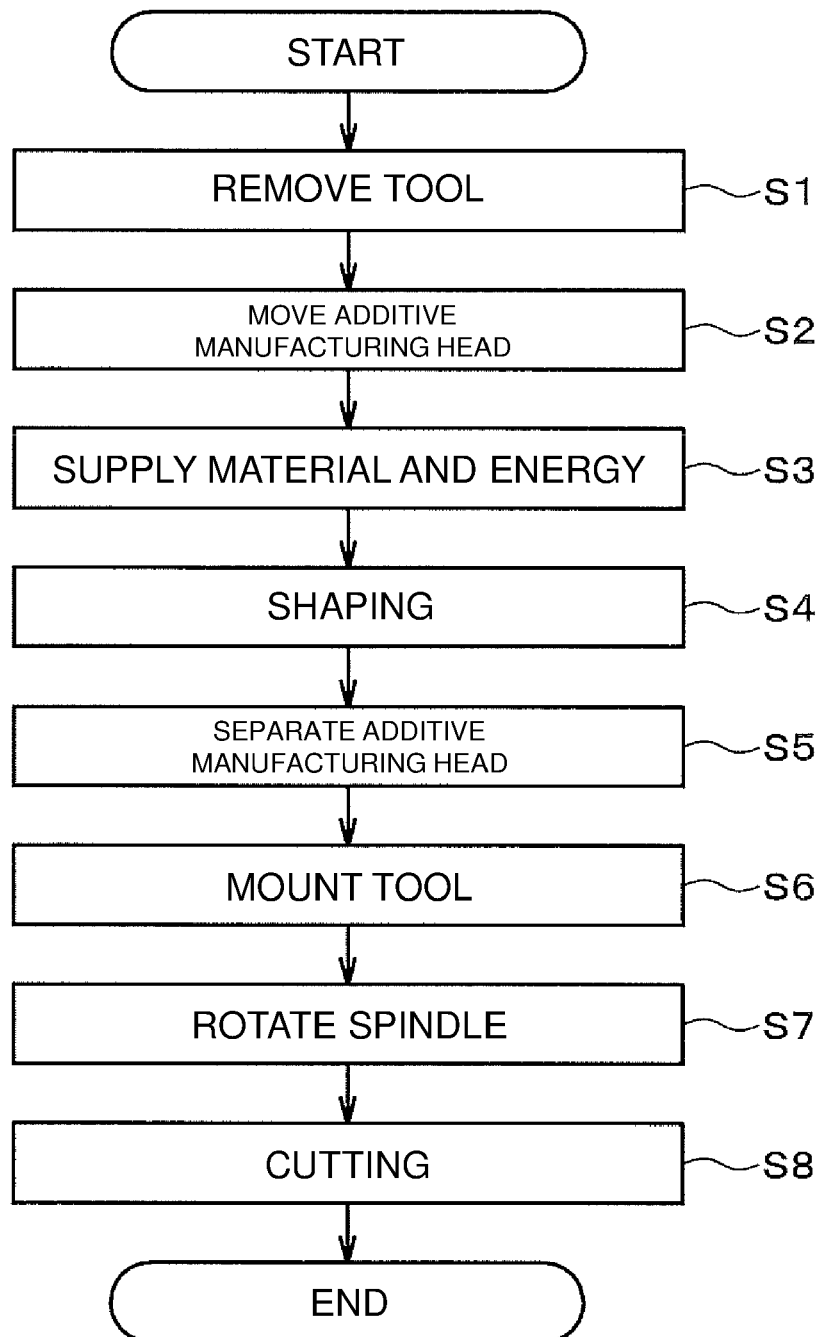 START
REMOVE TOOL
S1
MOVE ADDITIVE
MANUFACTURING HEAD
S2
SUPPLY MATERIAL AND ENERGY
S3
SHAPING
S4
SEPARATE ADDITIVE
MANUFACTURING HEAD
S5
MOUNT TOOL
S6
ROTATE SPINDLE
S7
CUTTING
S8
END